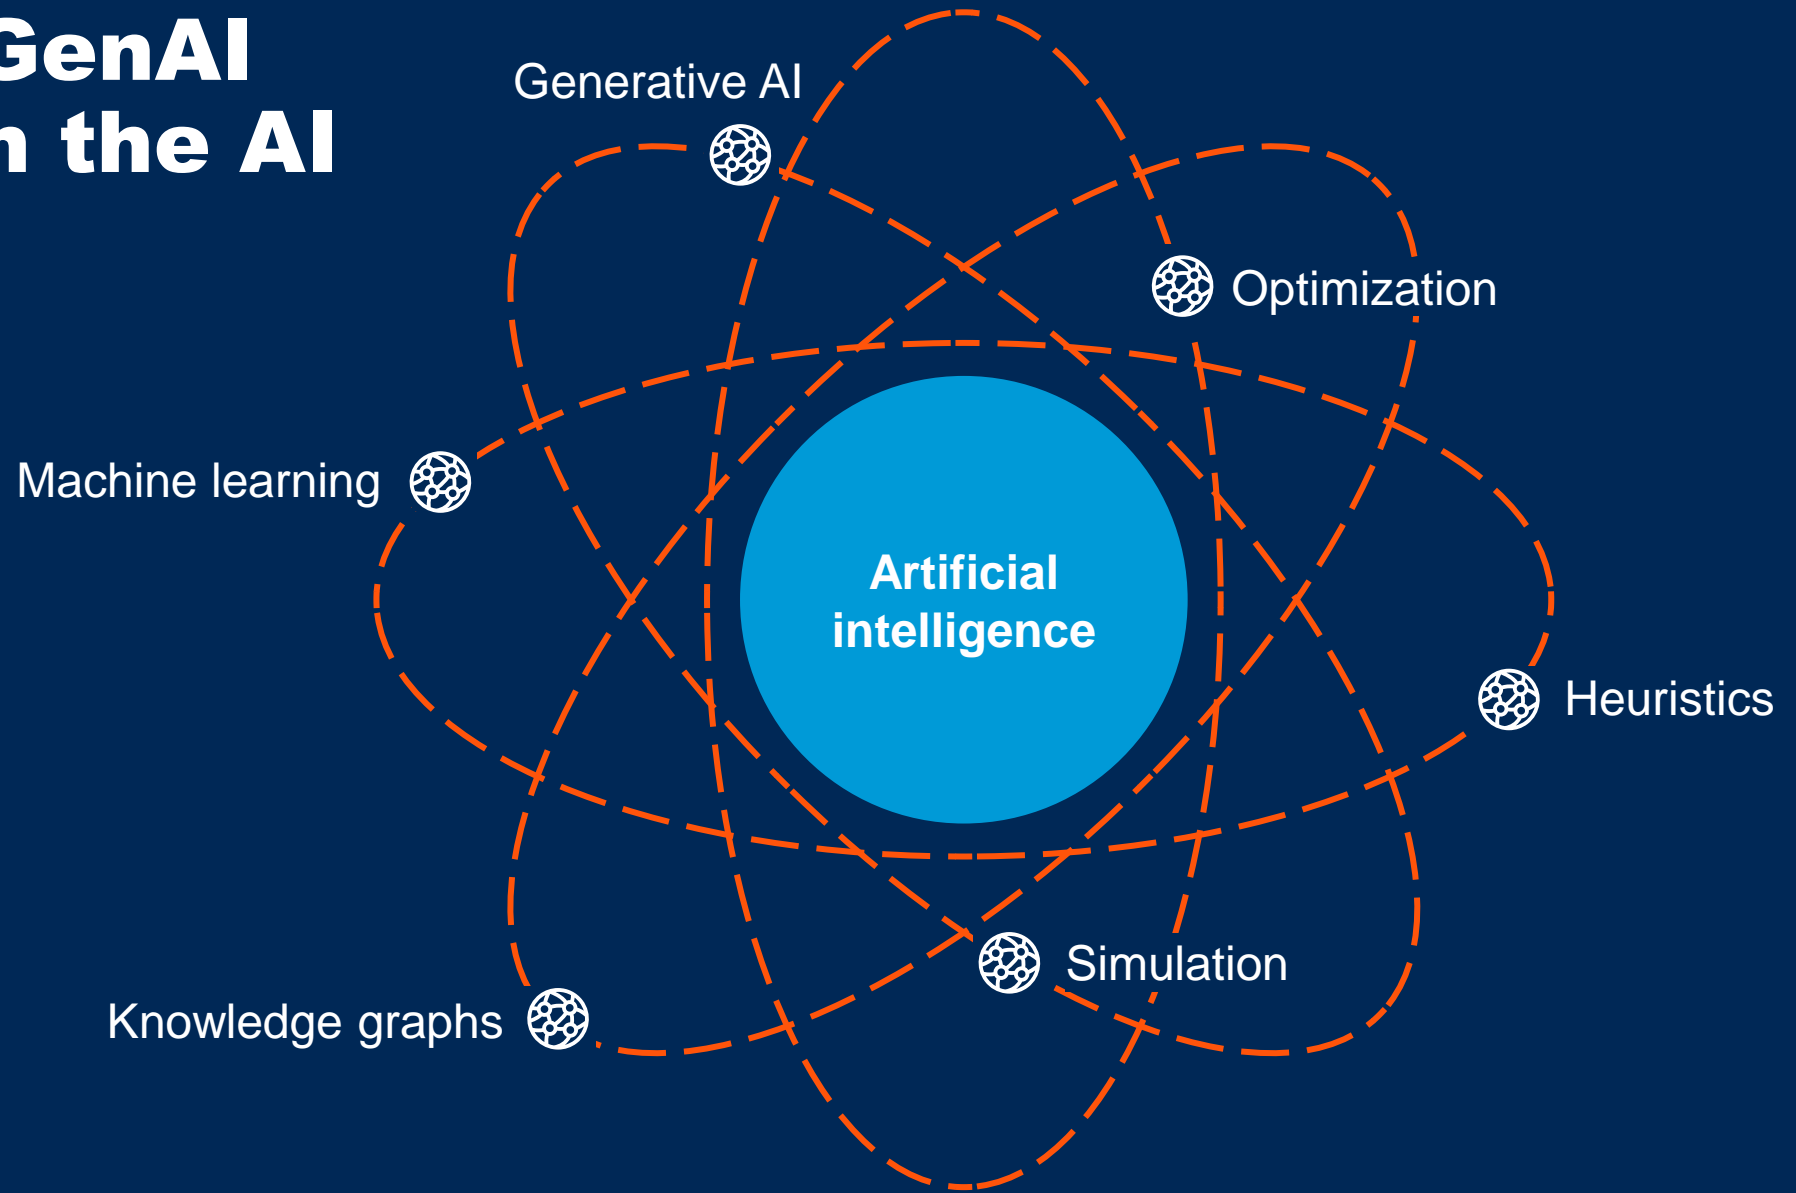 GenAI
n the AI
Generative AI
Optimization
Machine learning
Artificial
intelligence
Heuristics
Simulation
Knowledge graphs